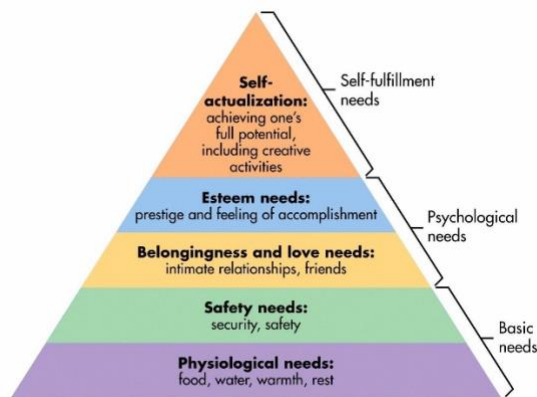 Self-
actualization:
achieving one's
full potential,
including creative
activities
Self-fulfillment
needs
Esteem needs:
prestige and feeling of accomplishment
Psychological
needs
Belongingness and love needs:
intimate relationships, friends
Safety needs:
security, safety
Basic
needs
Physiological needs:
food, water, warmth, rest